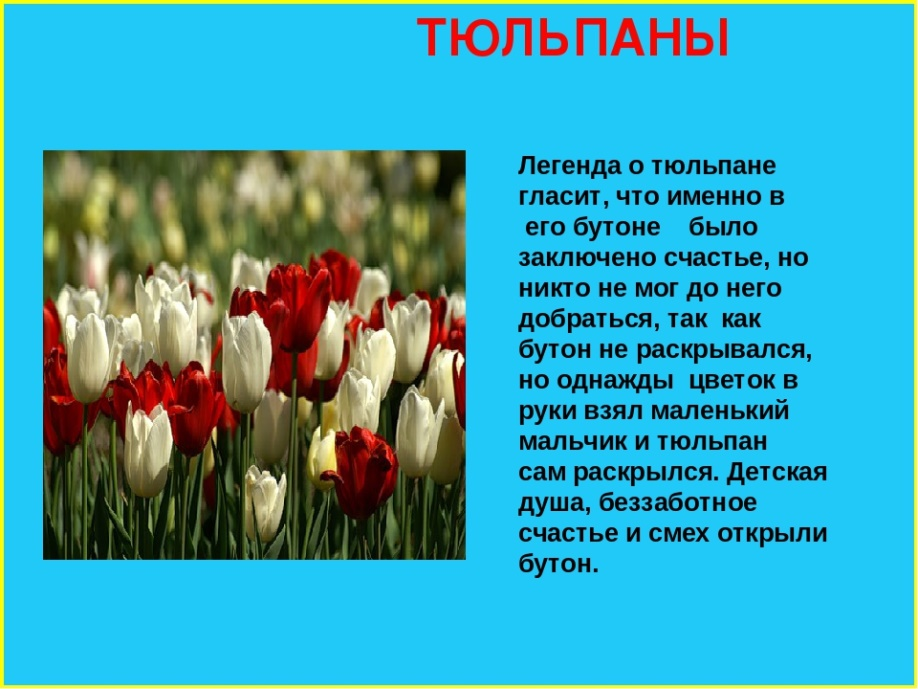 ТЮЛЬПАНЫ
Легенда о тюльпане
гласит, что именно в
его бутоне было
заключено счастье, но
никто не мог до него
добраться, так как
бутон не раскрывался,
но однажды цветок в
руки взял маленький
мальчик и тюльпан
сам раскрылся. Детская
душа, беззаботное
счастье и смех открыли
бутон.